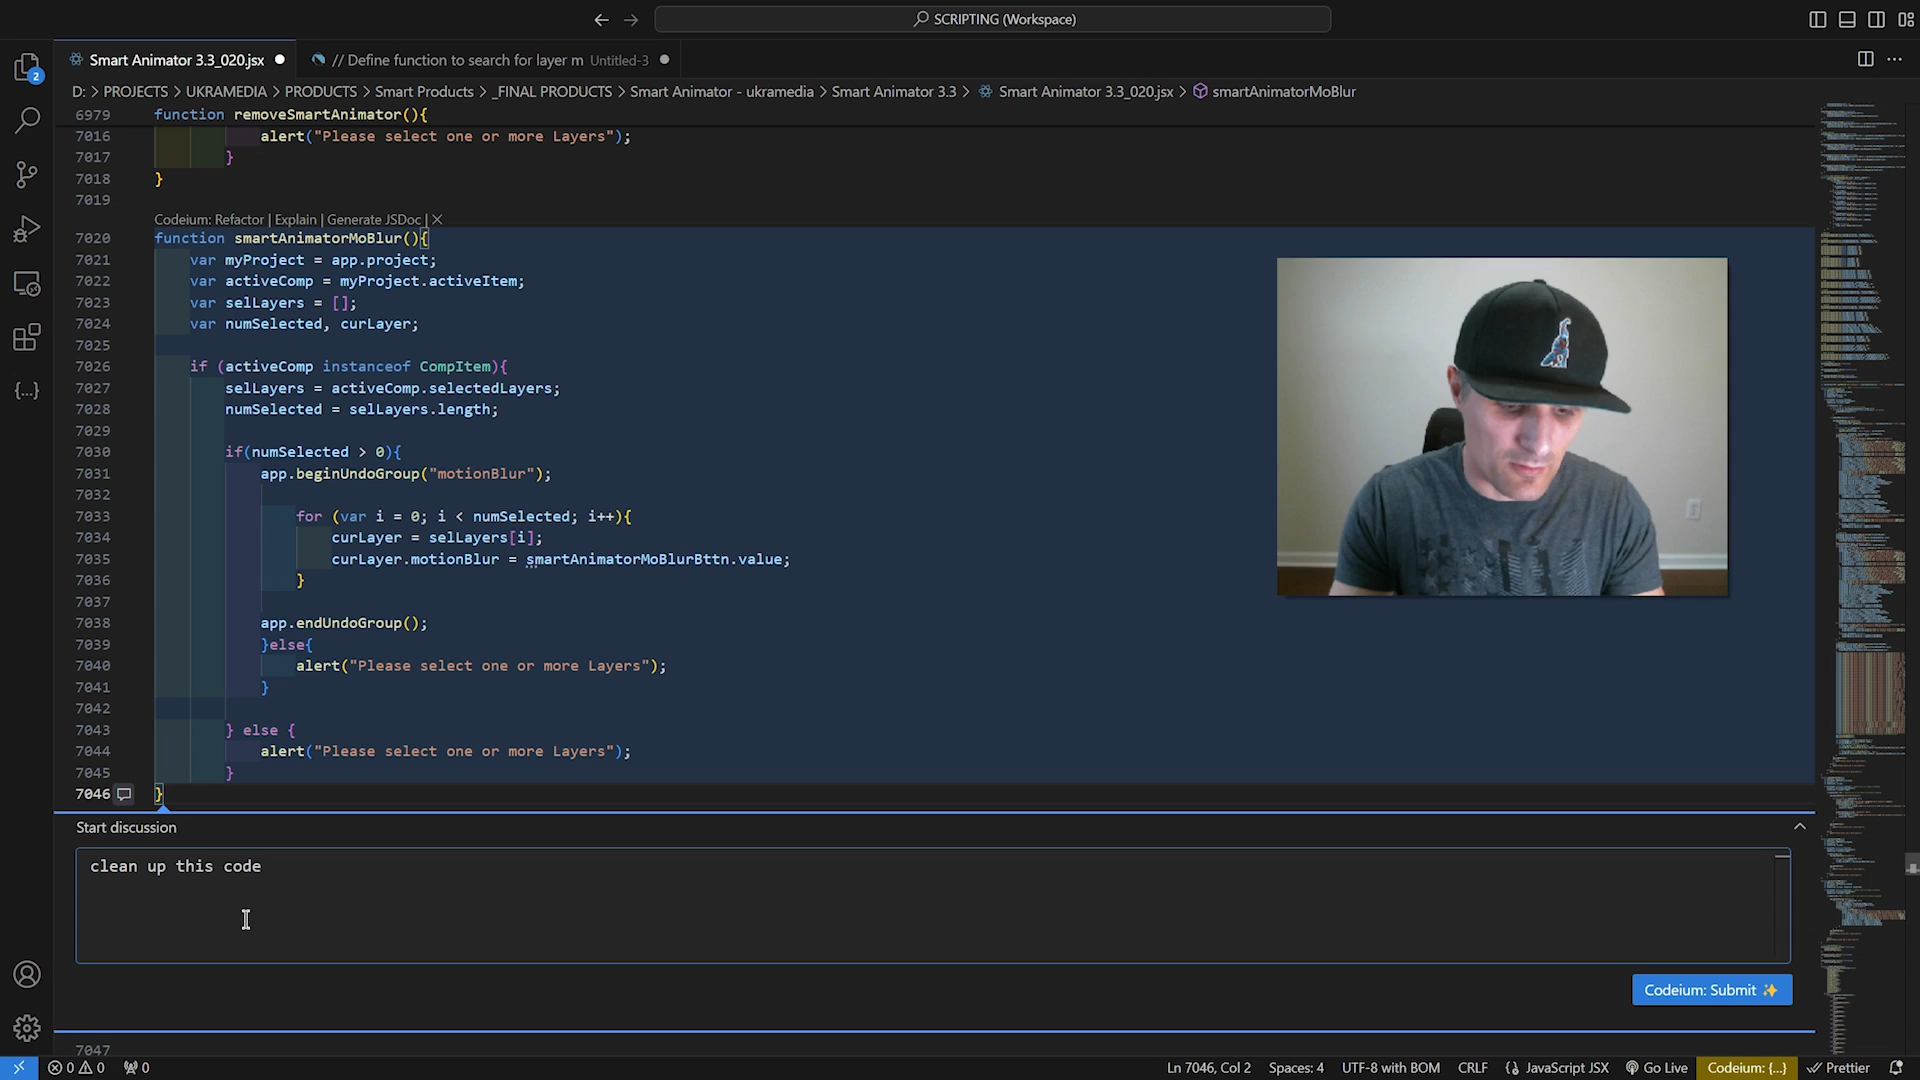 SCRIPTING (Workspace)
Smart Animator 3.3_020.jsx
// Define function to search for layer m Untitled-3
D: > PROJECTS > UKRAMEDIA > PRODUCTS > Smart Products > _FINAL PRODUCTS > Smart Animator - ukramedia > Smart Animator 3.3 > Smart Animator 3.3_020.jsx > smartAnimatorMoBlur
2
6979 function removeSmartAnimator(){
7016 alert("Please select one or more Layers");
7017 }
7018 }
7019
Codeium: Refactor | Explain | Generate JSDoc | X
7020 function smartAnimatorMoBlur(){
7021 var myProject = app.project;
7022 var activeComp = myProject.activeItem;
7023 var selLayers = [];
7024 var numSelected, curLayer;
7025
7026 if (activeComp instanceof CompItem){
7027 selLayers = activeComp.selectedLayers;
7028 numSelected = selLayers.length;
7029
7030 if(numSelected > 0){
7031 app.beginUndoGroup("motionBlur");
7032
7033 for (var i = 0; i < numSelected; i++){
7034 curLayer = selLayers[i];
7035 curLayer.motionBlur = smartAnimatorMoBlurBttn.value;
7036 }
7037
7038 app.endUndoGroup();
7039 }else{
7040 alert("Please select one or more Layers");
7041 }
7042
7043 } else {
7044 alert("Please select one or more Layers");
7045 }
7046 }
Start discussion
clean up this code
Codeium: Submit ✨
7047
0 0 0 Ln 7046, Col 2 Spaces: 4 UTF-8 with BOM CRLF JavaScript JSX Go Live Codeium: {...} Prettier